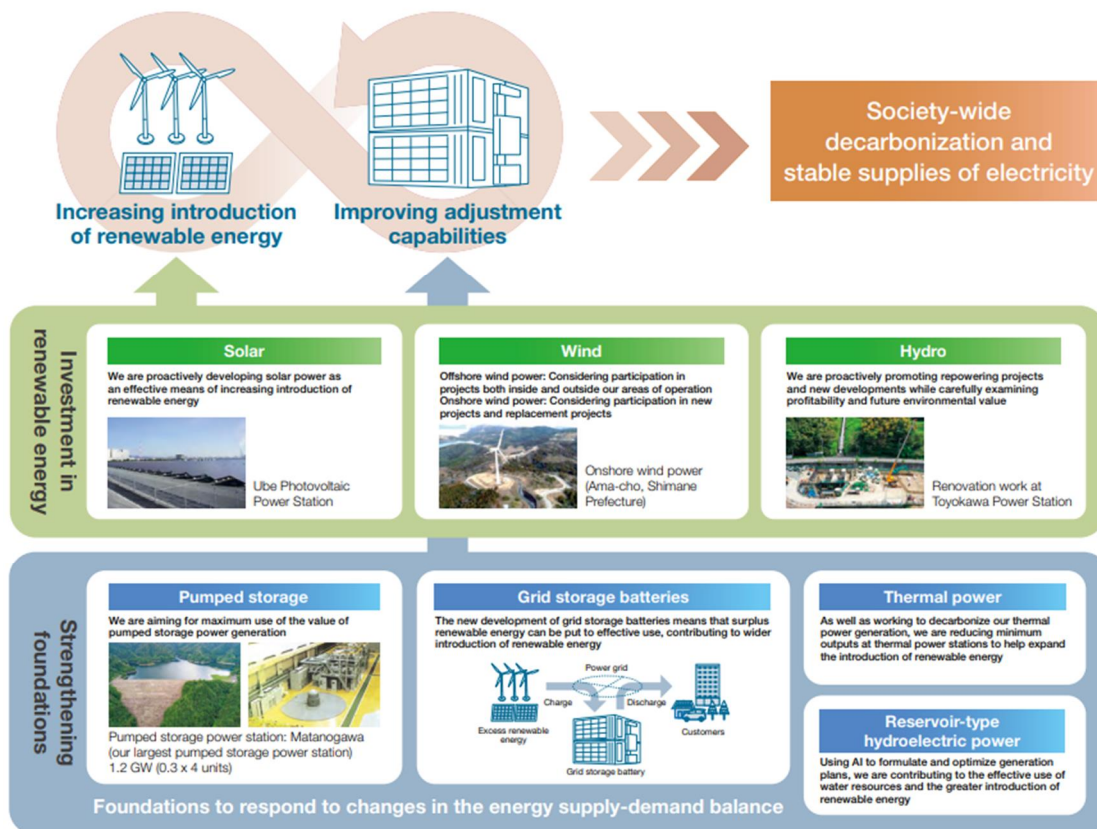 Increasing introduction
of renewable energy
Improving adjustment
capabilities
Society-wide
decarbonization and
stable supplies of electricity
Investment in
renewable energy
Solar
We are proactively developing solar power as
an effective means of increasing introduction of
renewable energy
Ube Photovoltaic
Power Station
Wind
Offshore wind power: Considering participation in
projects both inside and outside our areas of operation
Onshore wind power: Considering participation in new
projects and replacement projects
Onshore wind power
(Ama-cho, Shimane
Prefecture)
Hydro
We are proactively promoting repowering projects
and new developments while carefully examining
profitability and future environmental value
Renovation work at
Toyokawa Power Station
Strengthening
foundations
Pumped storage
We are aiming for maximum use of the value of
pumped storage power generation
Pumped storage power station: Matanogawa
(our largest pumped storage power station)
1.2 GW (0.3 x 4 units)
Grid storage batteries
The new development of grid storage batteries means that surplus
renewable energy can be put to effective use, contributing to wider
introduction of renewable energy
Power grid
Charge
Discharge
Excess renewable
energy
Customers
Grid storage battery
Thermal power
As well as working to decarbonize our thermal
power generation, we are reducing minimum
outputs at thermal power stations to help expand
the introduction of renewable energy
Reservoir-type
hydroelectric power
Using AI to formulate and optimize generation
plans, we are contributing to the effective use of
water resources and the greater introduction of
renewable energy
Foundations to respond to changes in the energy supply-demand balance